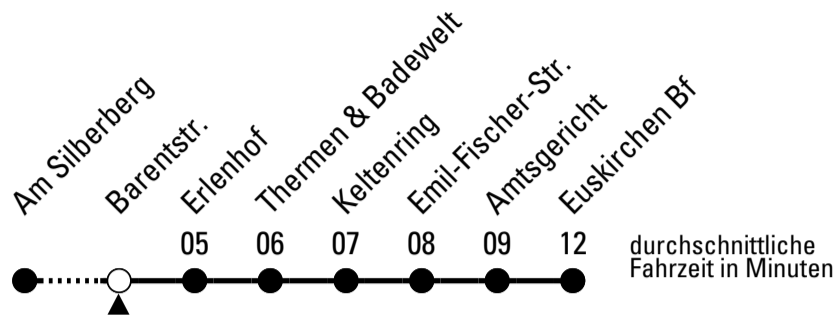 Am Silberberg
Barentstr.
Erlenhof
Thermen & Badewelt
Keltenring
Emil-Fischer-Str.
Amtsgericht
Euskirchen Bf
05 06 07 08 09 12
durchschnittliche
Fahrzeit in Minuten